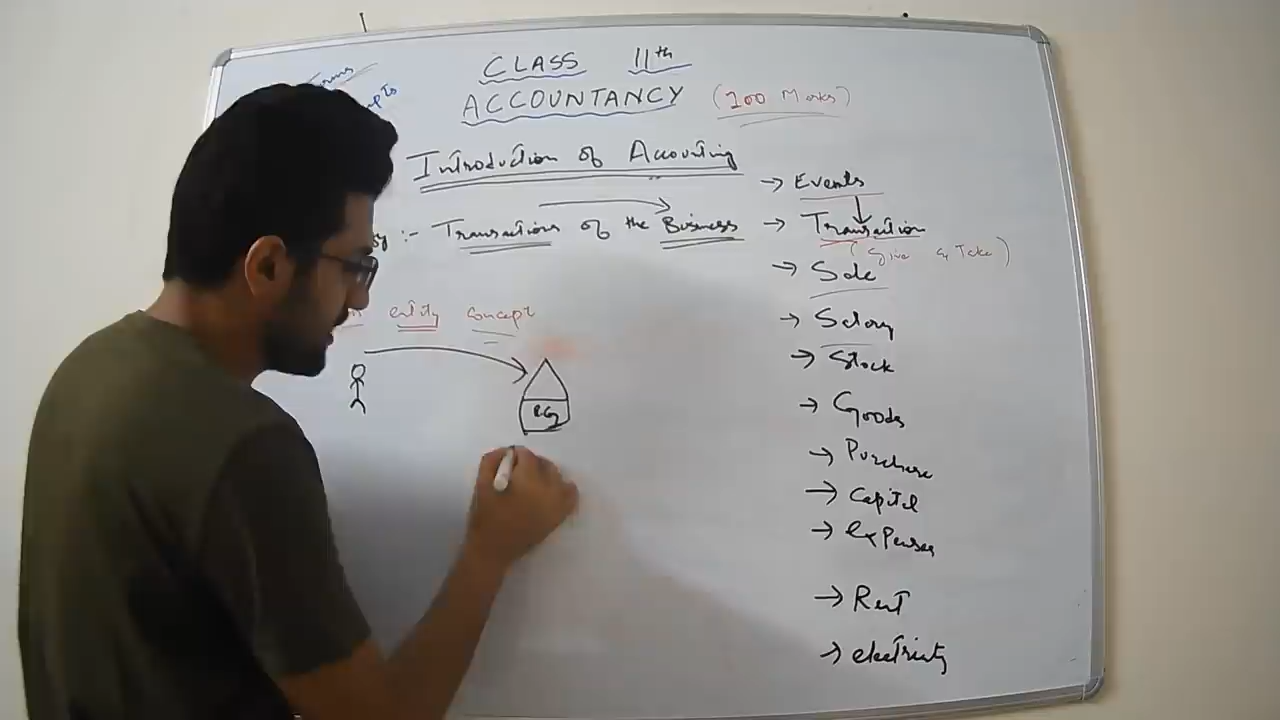 CLASS 11th
ACCOUNTANCY (100 Marks)
Introduction of Accounting
:- Transactions of the Business
entity concept
→ Events
→ Transaction
(Give & Take)
→ Sale
→ Salary
→ Stock
→ Goods
→ Purchase
→ Capital
→ exPenses
→ Rent
→ electricity